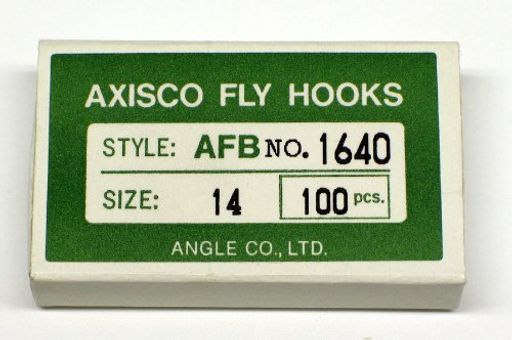 AXISCO FLY HOOKS
STYLE: AFB NO. 1640
SIZE: 14 100 pcs.
ANGLE CO., LTD.